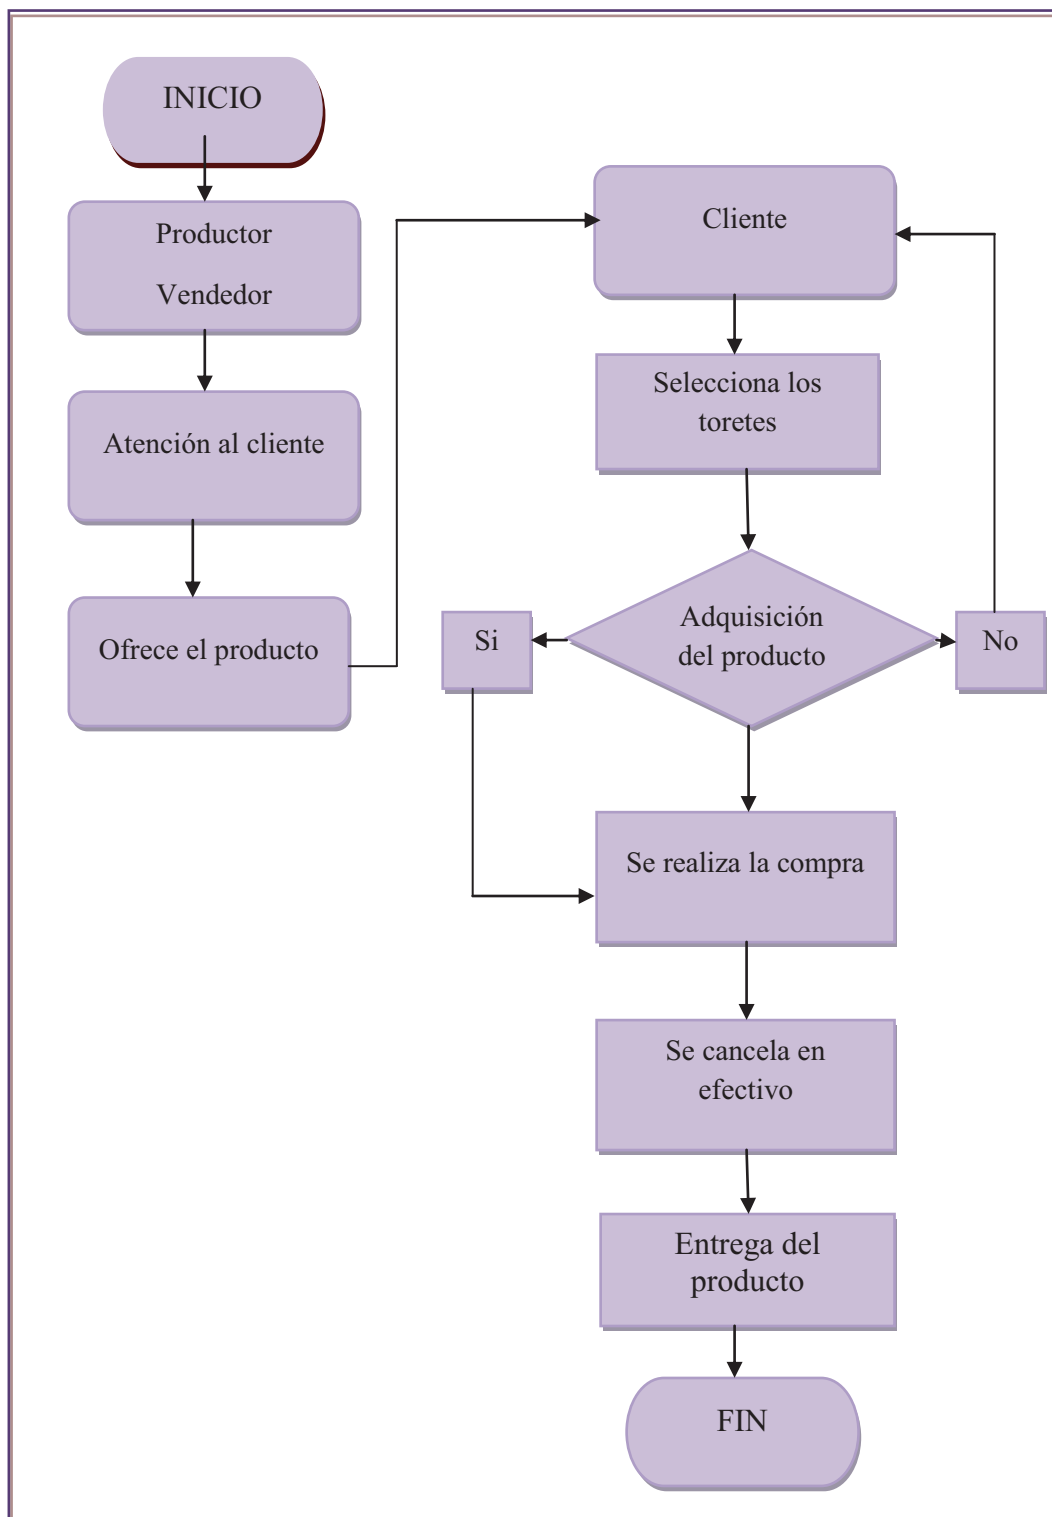 INICIO
Productor
Vendedor
Atención al cliente
Ofrece el producto
Cliente
Selecciona los
toretes
Adquisición
del producto
Si
No
Se realiza la compra
Se cancela en
efectivo
Entrega del
producto
FIN